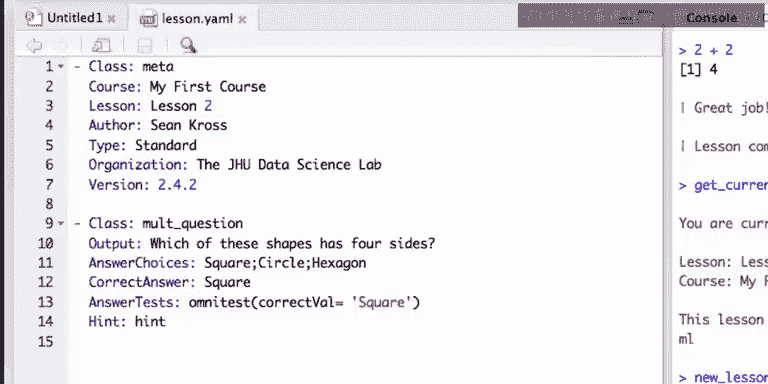 Untitled1
lesson.yaml
1 - Class: meta
2 Course: My First Course
3 Lesson: Lesson 2
4 Author: Sean Kross
5 Type: Standard
6 Organization: The JHU Data Science Lab
7 Version: 2.4.2
8
9 - Class: mult_question
10 Output: Which of these shapes has four sides?
11 AnswerChoices: Square;Circle;Hexagon
12 CorrectAnswer: Square
13 AnswerTests: omnitest(correctVal= 'Square')
14 Hint: hint
15
Console
> 2 + 2
[1] 4
| Great job!
| Lesson com
> get_curren
You are curr
Lesson: Less
Course: My F
This lesson
ml
> new_lesson